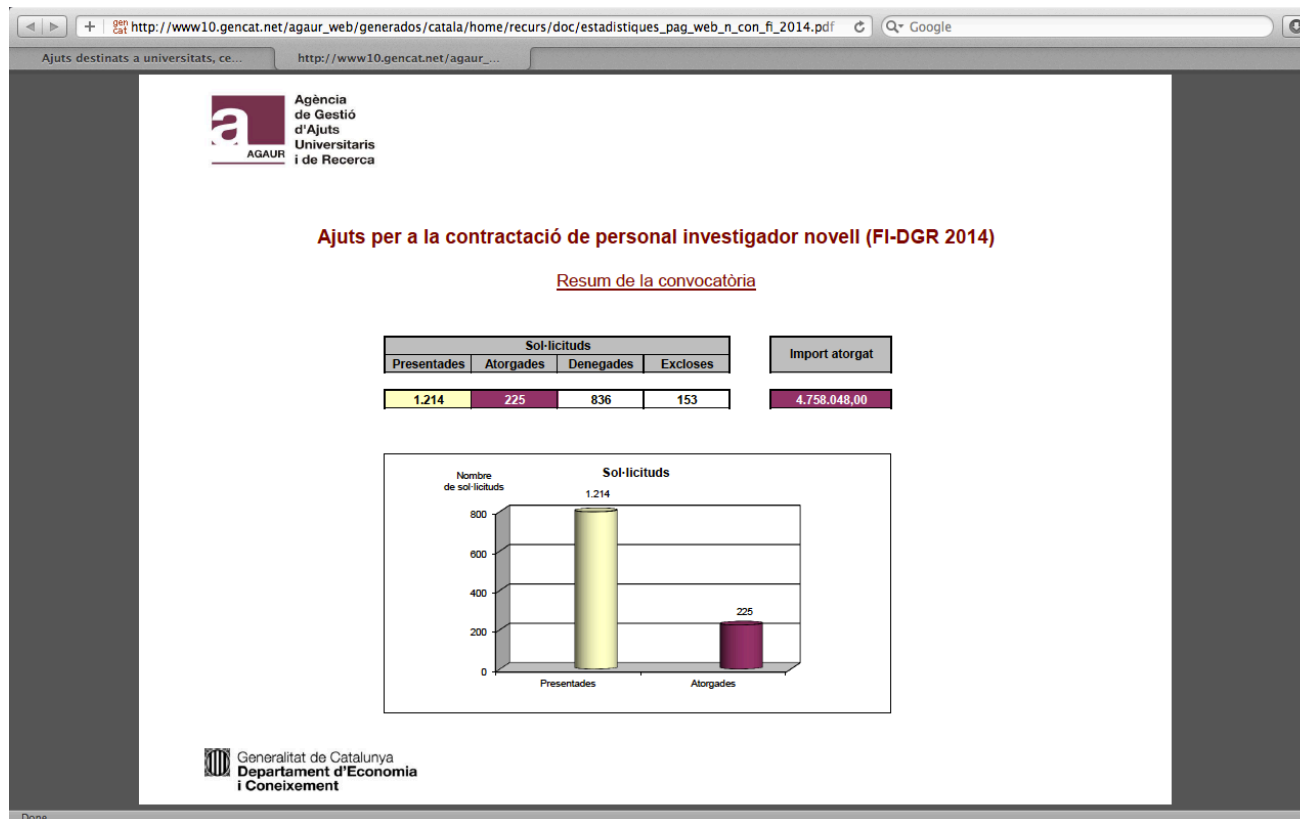 gen cat http://www10.gencat.net/agaur_web/generados/catala/home/recurs/doc/estadistiques_pag_web_n_con_fi_2014.pdf
Google
Ajuts destinats a universitats, ce...
http://www10.gencat.net/agaur_...
a
AGAUR
Agència
de Gestió
d'Ajuts
Universitaris
i de Recerca
Ajuts per a la contractació de personal investigador novell (FI-DGR 2014)
Resum de la convocatòria
Sol·licituds
Import atorgat
Presentades Atorgades Denegades Excloses
1.214 225 836 153 4.758.048,00
Nombre
de sol·licituds
Sol·licituds
1.214
800
600
400
225
200
0
Presentades Atorgades
Generalitat de Catalunya
Departament d'Economia
i Coneixement
Done